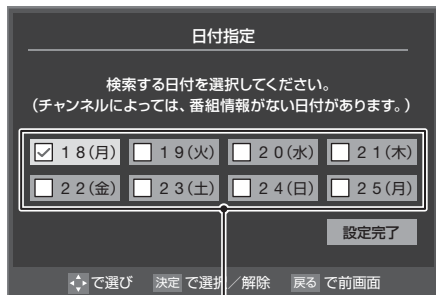 日付指定
検索する日付を選択してください。
(チャンネルによっては、番組情報がない日付があります。)
18(月) 19(火) 20(水) 21(木)
22(金) 23(土) 24(日) 25(月)
設定完了
で選び 決定 で選択/解除 戻る で前画面